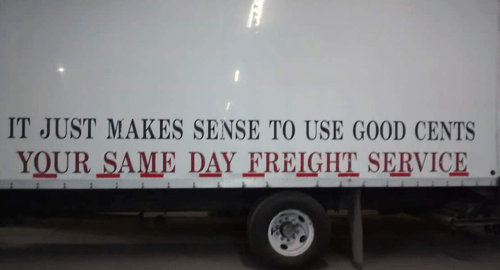 IT JUST MAKES SENSE TO USE GOOD CENTS
YOUR SAME DAY FREIGHT SERVICE